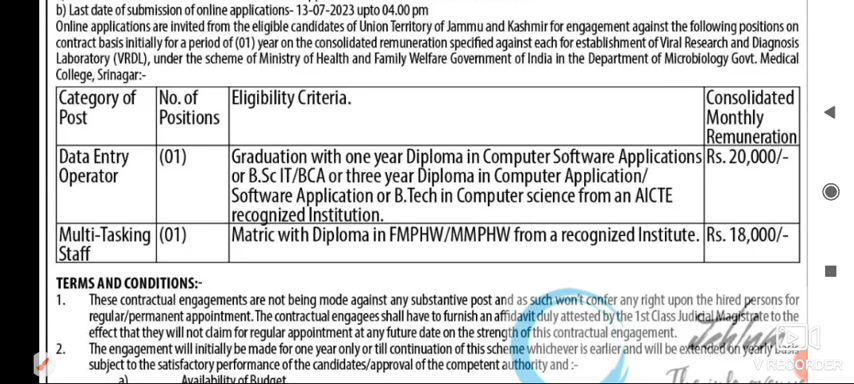 b) Last date of submission of online applications- 13-07-2023 upto 04.00 pm
Online applications are invited from the eligible candidates of Union Territory of Jammu and Kashmir for engagement against the following positions on
contract basis initially for a period of (01) year on the consolidated remuneration specified against each for establishment of Viral Research and Diagnosis
Laboratory (VRDL), under the scheme of Ministry of Health and Family Welfare Government of India in the Department of Microbiology Govt. Medical
College, Srinagar:-
Category of Post No. of Positions Eligibility Criteria. Consolidated Monthly Remuneration
Data Entry Operator (01) Graduation with one year Diploma in Computer Software Applications Rs. 20,000/-
or B.Sc IT/BCA or three year Diploma in Computer Application/
Software Application or B.Tech in Computer science from an AICTE
recognized Institution.
Multi-Tasking Staff (01) Matric with Diploma in FMPHW/MMPHW from a recognized Institute. Rs. 18,000/-
TERMS AND CONDITIONS:-
1. These contractual engagements are not being mode against any substantive post and as such won't confer any right upon the hired persons for
regular/permanent appointment. The contractual engagees shall have to furnish an affidavit duly attested by the 1st Class Judicial Magistrate to the
effect that they will not claim for regular appointment at any future date on the strength of this contractual engagement.
2. The engagement will initially be made for one year only or till continuation of this scheme whichever is earlier and will be extended on yearly basis
subject to the satisfactory performance of the candidates/approval of the competent authority and :-
a) Availability of Budget
V RECORDER